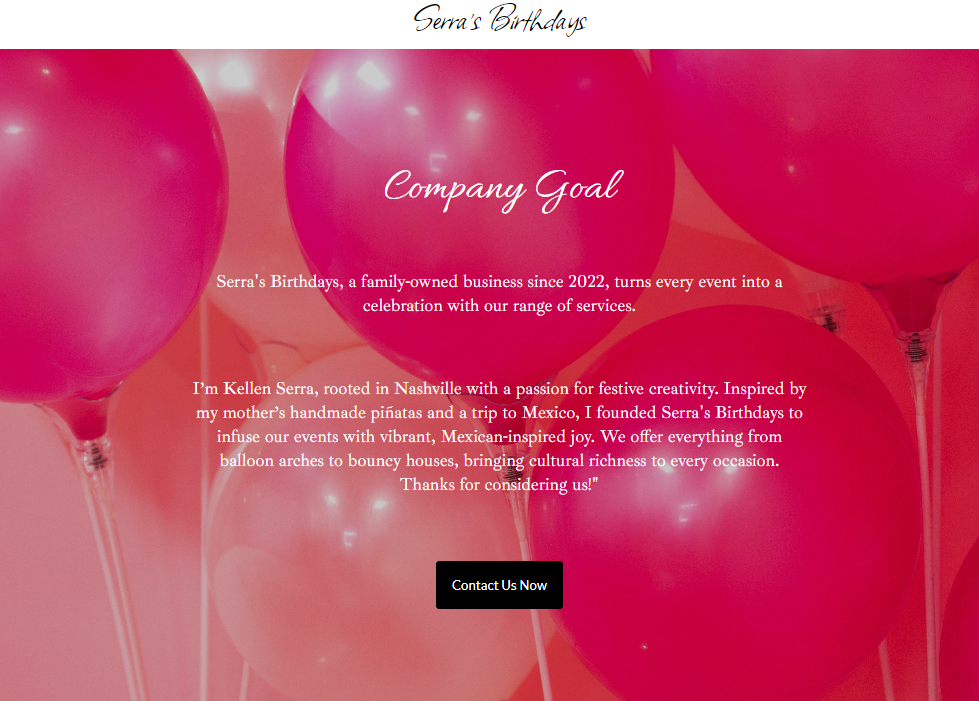 Serra's Birthdays
Company Goal
Serra's Birthdays, a family-owned business since 2022, turns every event into a
celebration with our range of services.
I’m Kellen Serra, rooted in Nashville with a passion for festive creativity. Inspired by
my mother’s handmade piñatas and a trip to Mexico, I founded Serra's Birthdays to
infuse our events with vibrant, Mexican-inspired joy. We offer everything from
balloon arches to bouncy houses, bringing cultural richness to every occasion.
Thanks for considering us!"
Contact Us Now